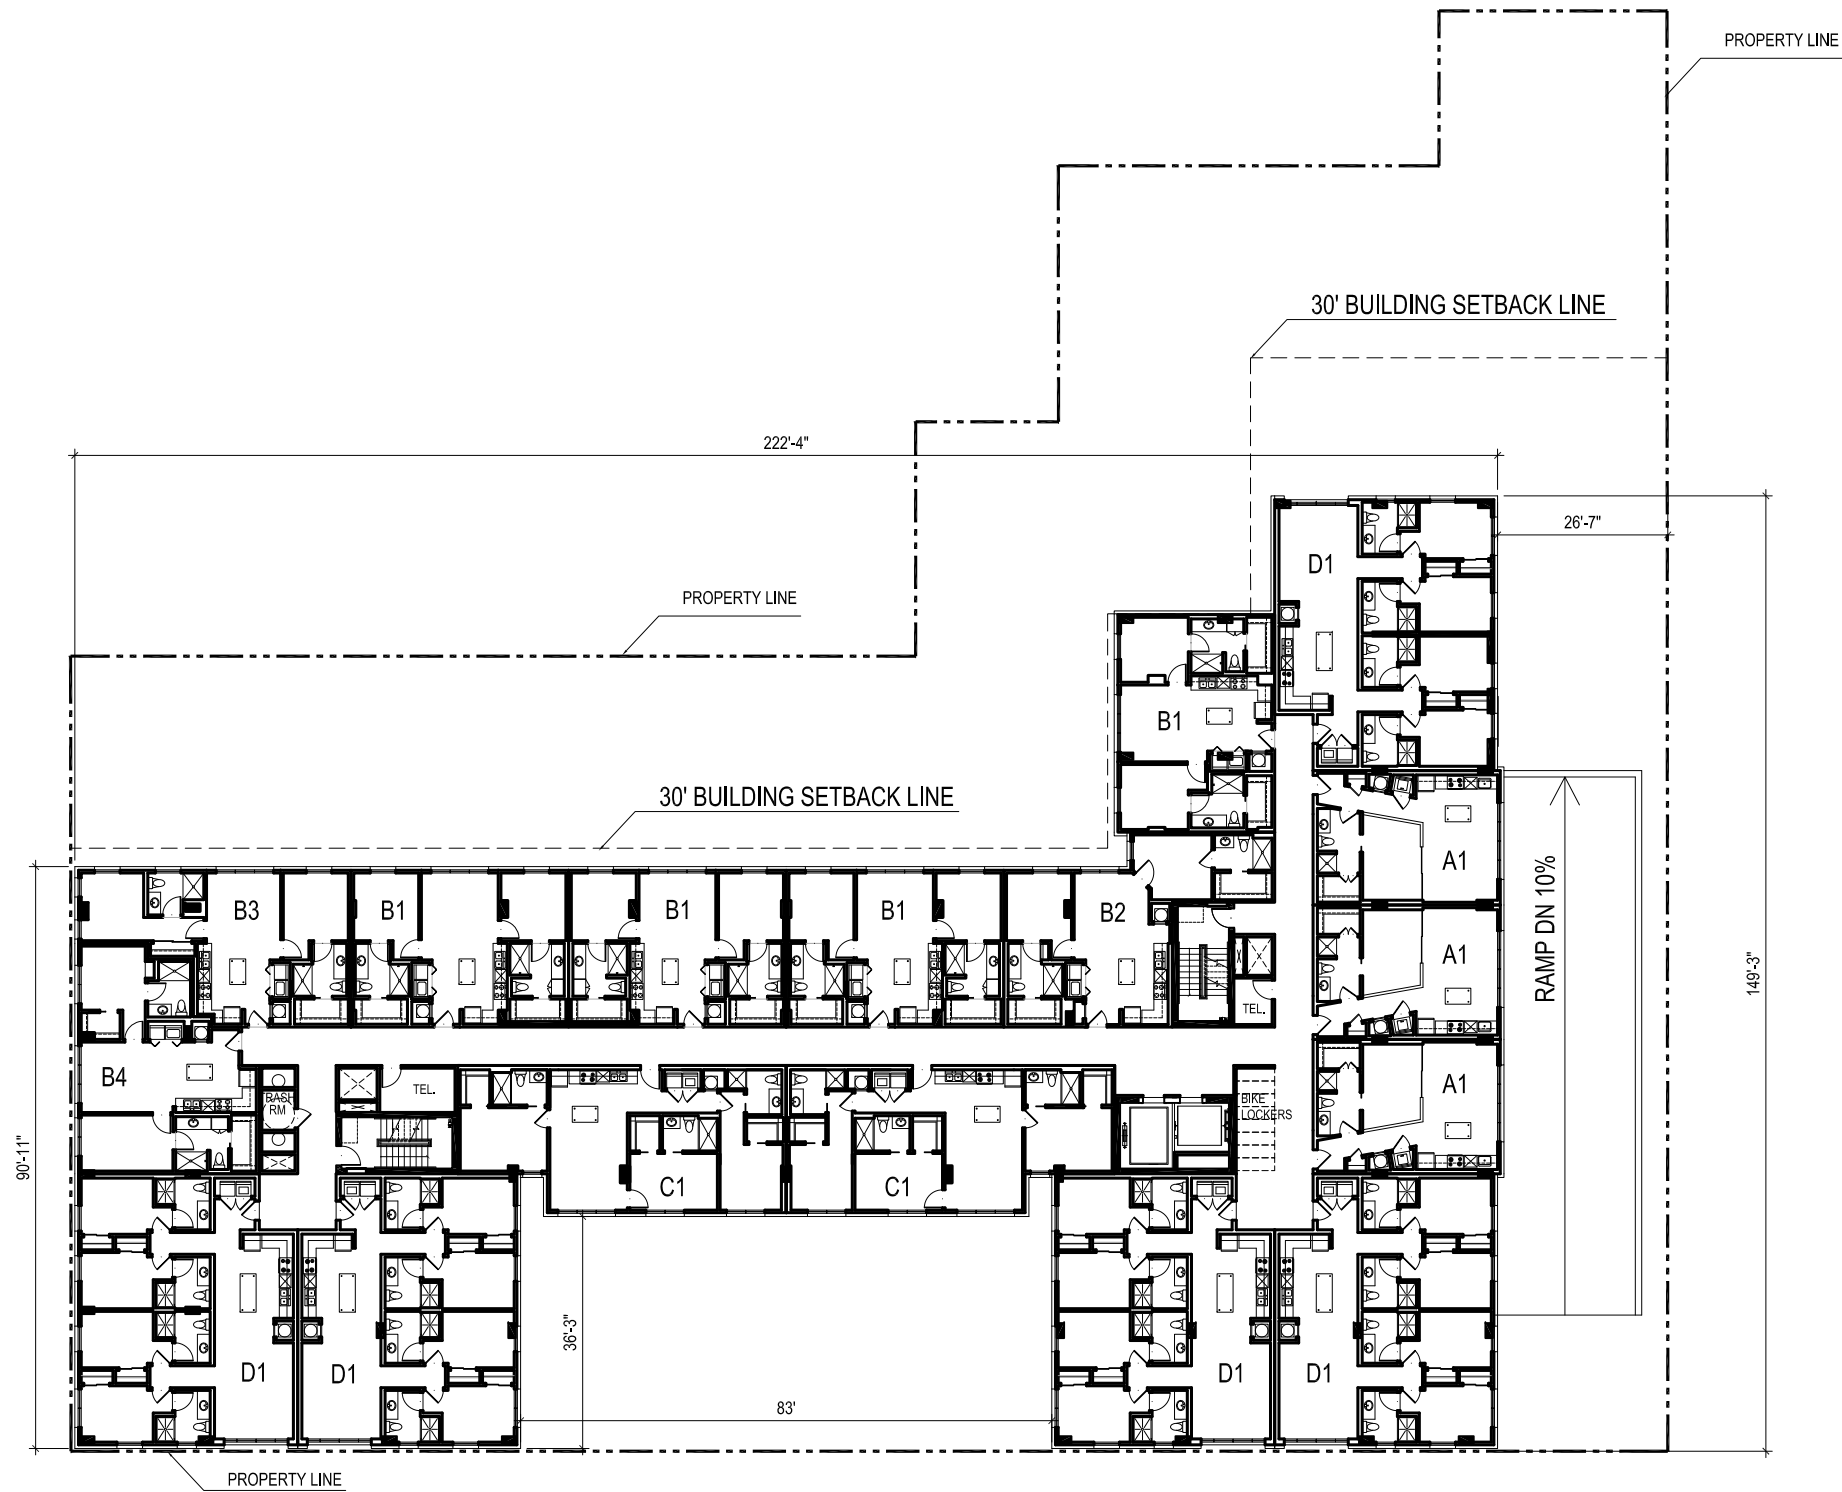 PROPERTY LINE
30' BUILDING SETBACK LINE
222'-4"
26'-7"
D1
PROPERTY LINE
B1
30' BUILDING SETBACK LINE
A1
RAMP DN 10%
B3
B1
B1
B1
B2
A1
149'-3"
TEL.
B4
TEL.
A1
RM
BIKE
LOCKERS
90'-11"
C1
C1
36'-3"
D1
D1
D1
D1
83'
PROPERTY LINE